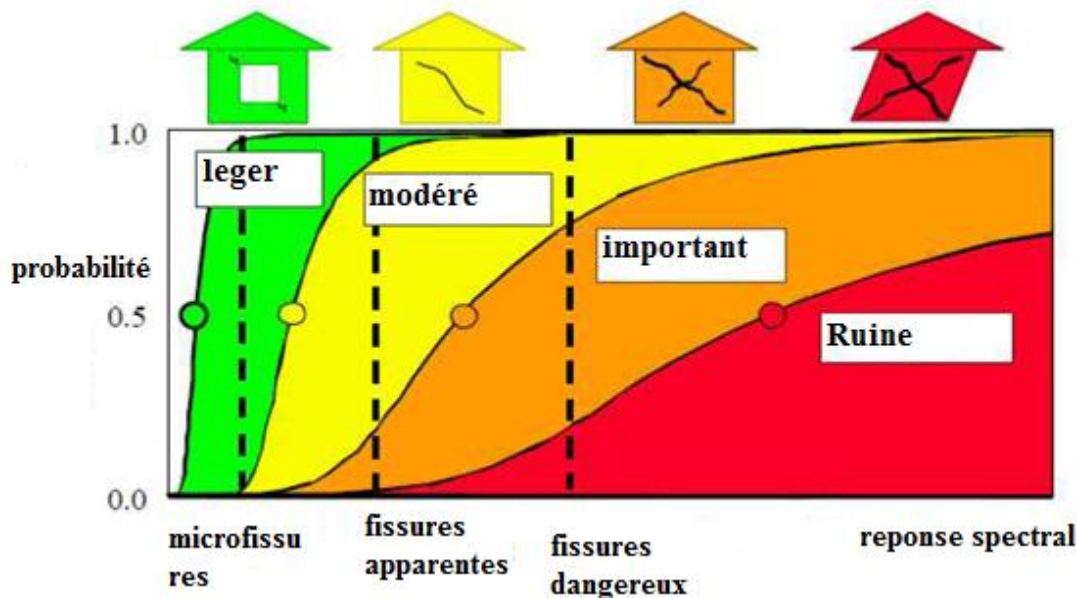 1.0
leger
modéré
important
probabilité
0.5
Ruine
0.0
microfissu
res
fissures
apparentes
fissures
dangereux
reponse spectral